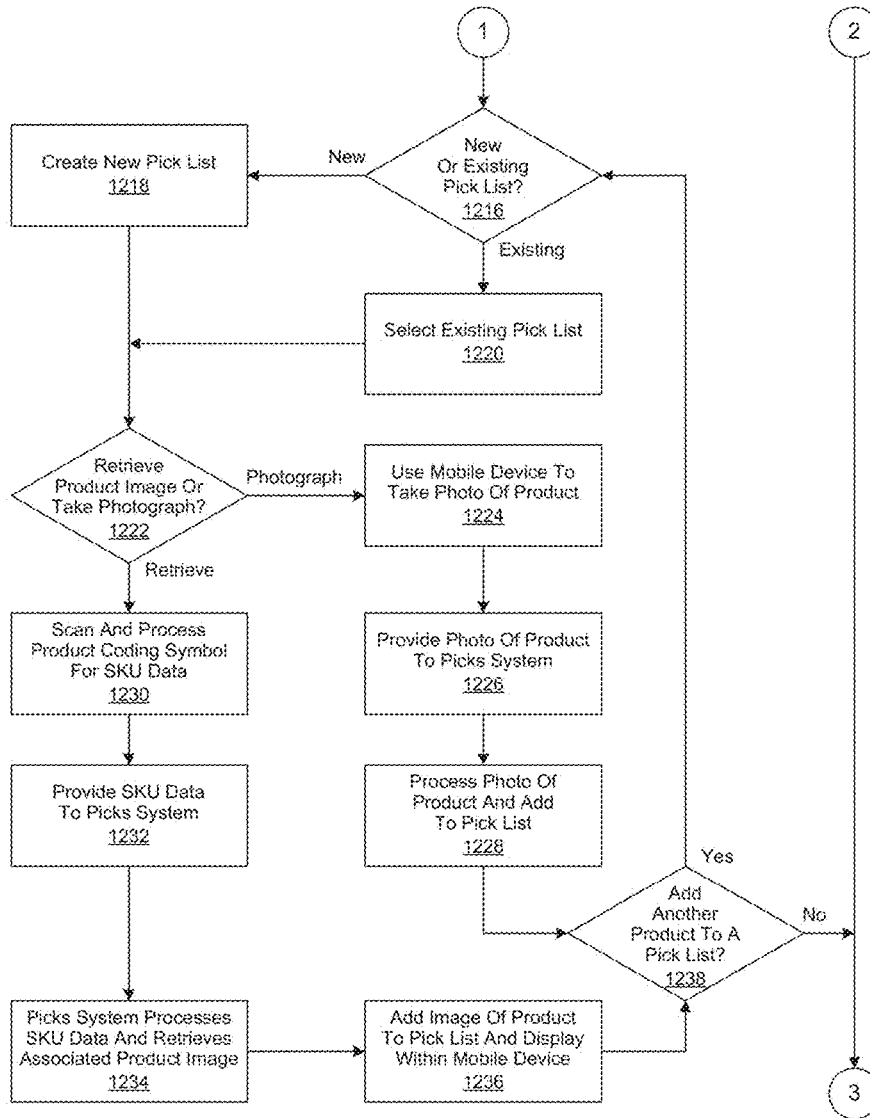 1
2
New
Or Existing
Pick List?
1216
New
Create New Pick List
1218
Existing
Select Existing Pick List
1220
Retrieve
Product Image Or
Take Photograph?
1222
Photograph
Use Mobile Device To
Take Photo Of Product
1224
Retrieve
Scan And Process
Product Coding Symbol
For SKU Data
1230
Provide Photo Of Product
To Picks System
1226
Provide SKU Data
To Picks System
1232
Process Photo Of
Product And Add
To Pick List
1228
Yes
Add
Another
Product To A
Pick List?
1238
No
Picks System Processes
SKU Data And Retrieves
Associated Product Image
1234
Add Image Of Product
To Pick List And Display
Within Mobile Device
1236
3